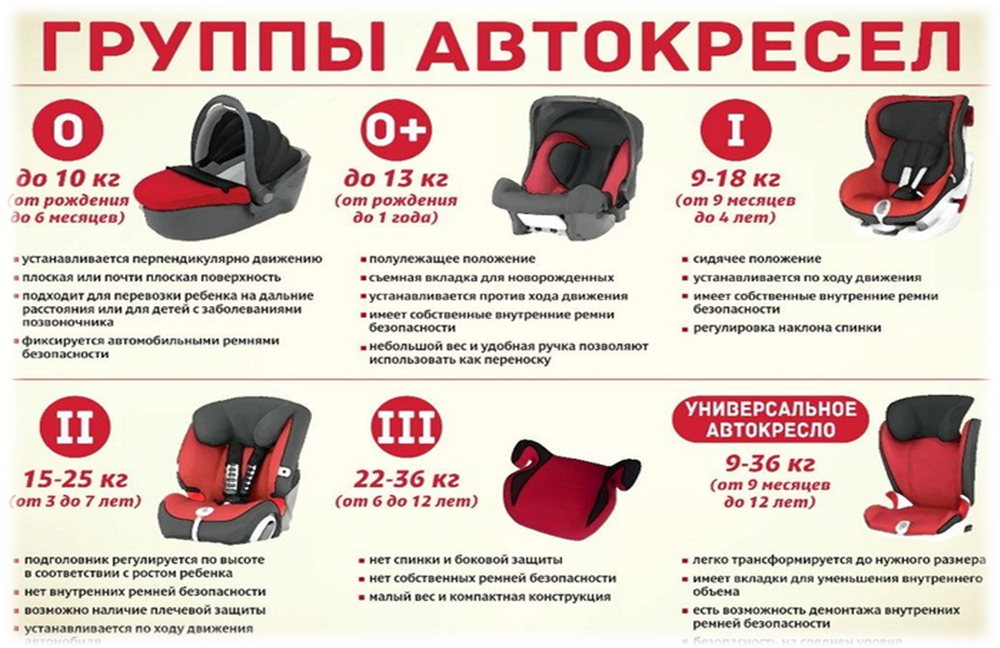 ГРУППЫ АВТОКРЕСЕЛ
0
до 10 кг
(от рождения
до 6 месяцев)
устанавливается перпендикулярно движению
плоская или почти плоская поверхность
подходит для перевозки ребенка на дальние
расстояния или для детей с заболеваниями
позвоночника
фиксируется автомобильными ремнями
безопасности
0+
до 13 кг
(от рождения
до 1 года)
полулежащее положение
съемная вкладка для новорожденных
устанавливается против хода движения
имеет собственные внутренние ремни
безопасности
небольшой вес и удобная ручка позволяют
использовать как переноску
I
9-18 кг
(от 9 месяцев
до 4 лет)
сидячее положение
устанавливается по ходу движения
имеет собственные внутренние ремни
безопасности
регулировка наклона спинки
II
15-25 кг
(от 3 до 7 лет)
подголовник регулируется по высоте
в соответствии с ростом ребенка
нет внутренних ремней безопасности
возможно наличие плечевой защиты
устанавливается по ходу движения
автомобиля
III
22-36 кг
(от 6 до 12 лет)
нет спинки и боковой защиты
нет собственных ремней безопасности
малый вес и компактная конструкция
УНИВЕРСАЛЬНОЕ
АВТОКРЕСЛО
9-36 кг
(от 9 месяцев
до 12 лет)
легко трансформируется до нужного размера
имеет вкладки для уменьшения внутреннего
объема
есть возможность демонтажа внутренних
ремней безопасности
безопасность на среднем уровне